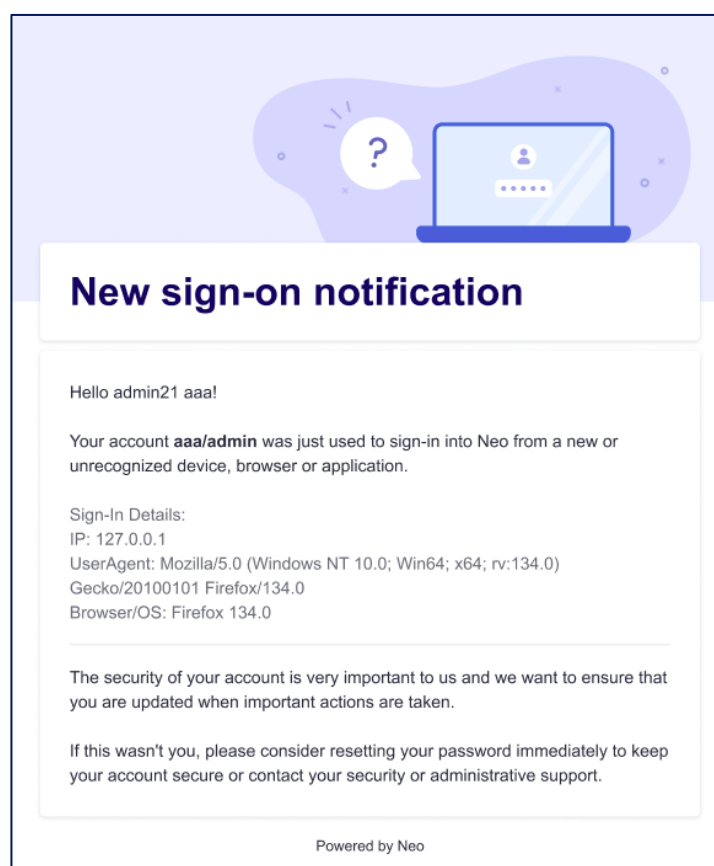 ?
New sign-on notification
Hello admin21 aaa!
Your account aaa/admin was just used to sign-in into Neo from a new or
unrecognized device, browser or application.
Sign-In Details:
IP: 127.0.0.1
UserAgent: Mozilla/5.0 (Windows NT 10.0; Win64; x64; rv:134.0)
Gecko/20100101 Firefox/134.0
Browser/OS: Firefox 134.0
The security of your account is very important to us and we want to ensure that
you are updated when important actions are taken.
If this wasn't you, please consider resetting your password immediately to keep
your account secure or contact your security or administrative support.
Powered by Neo